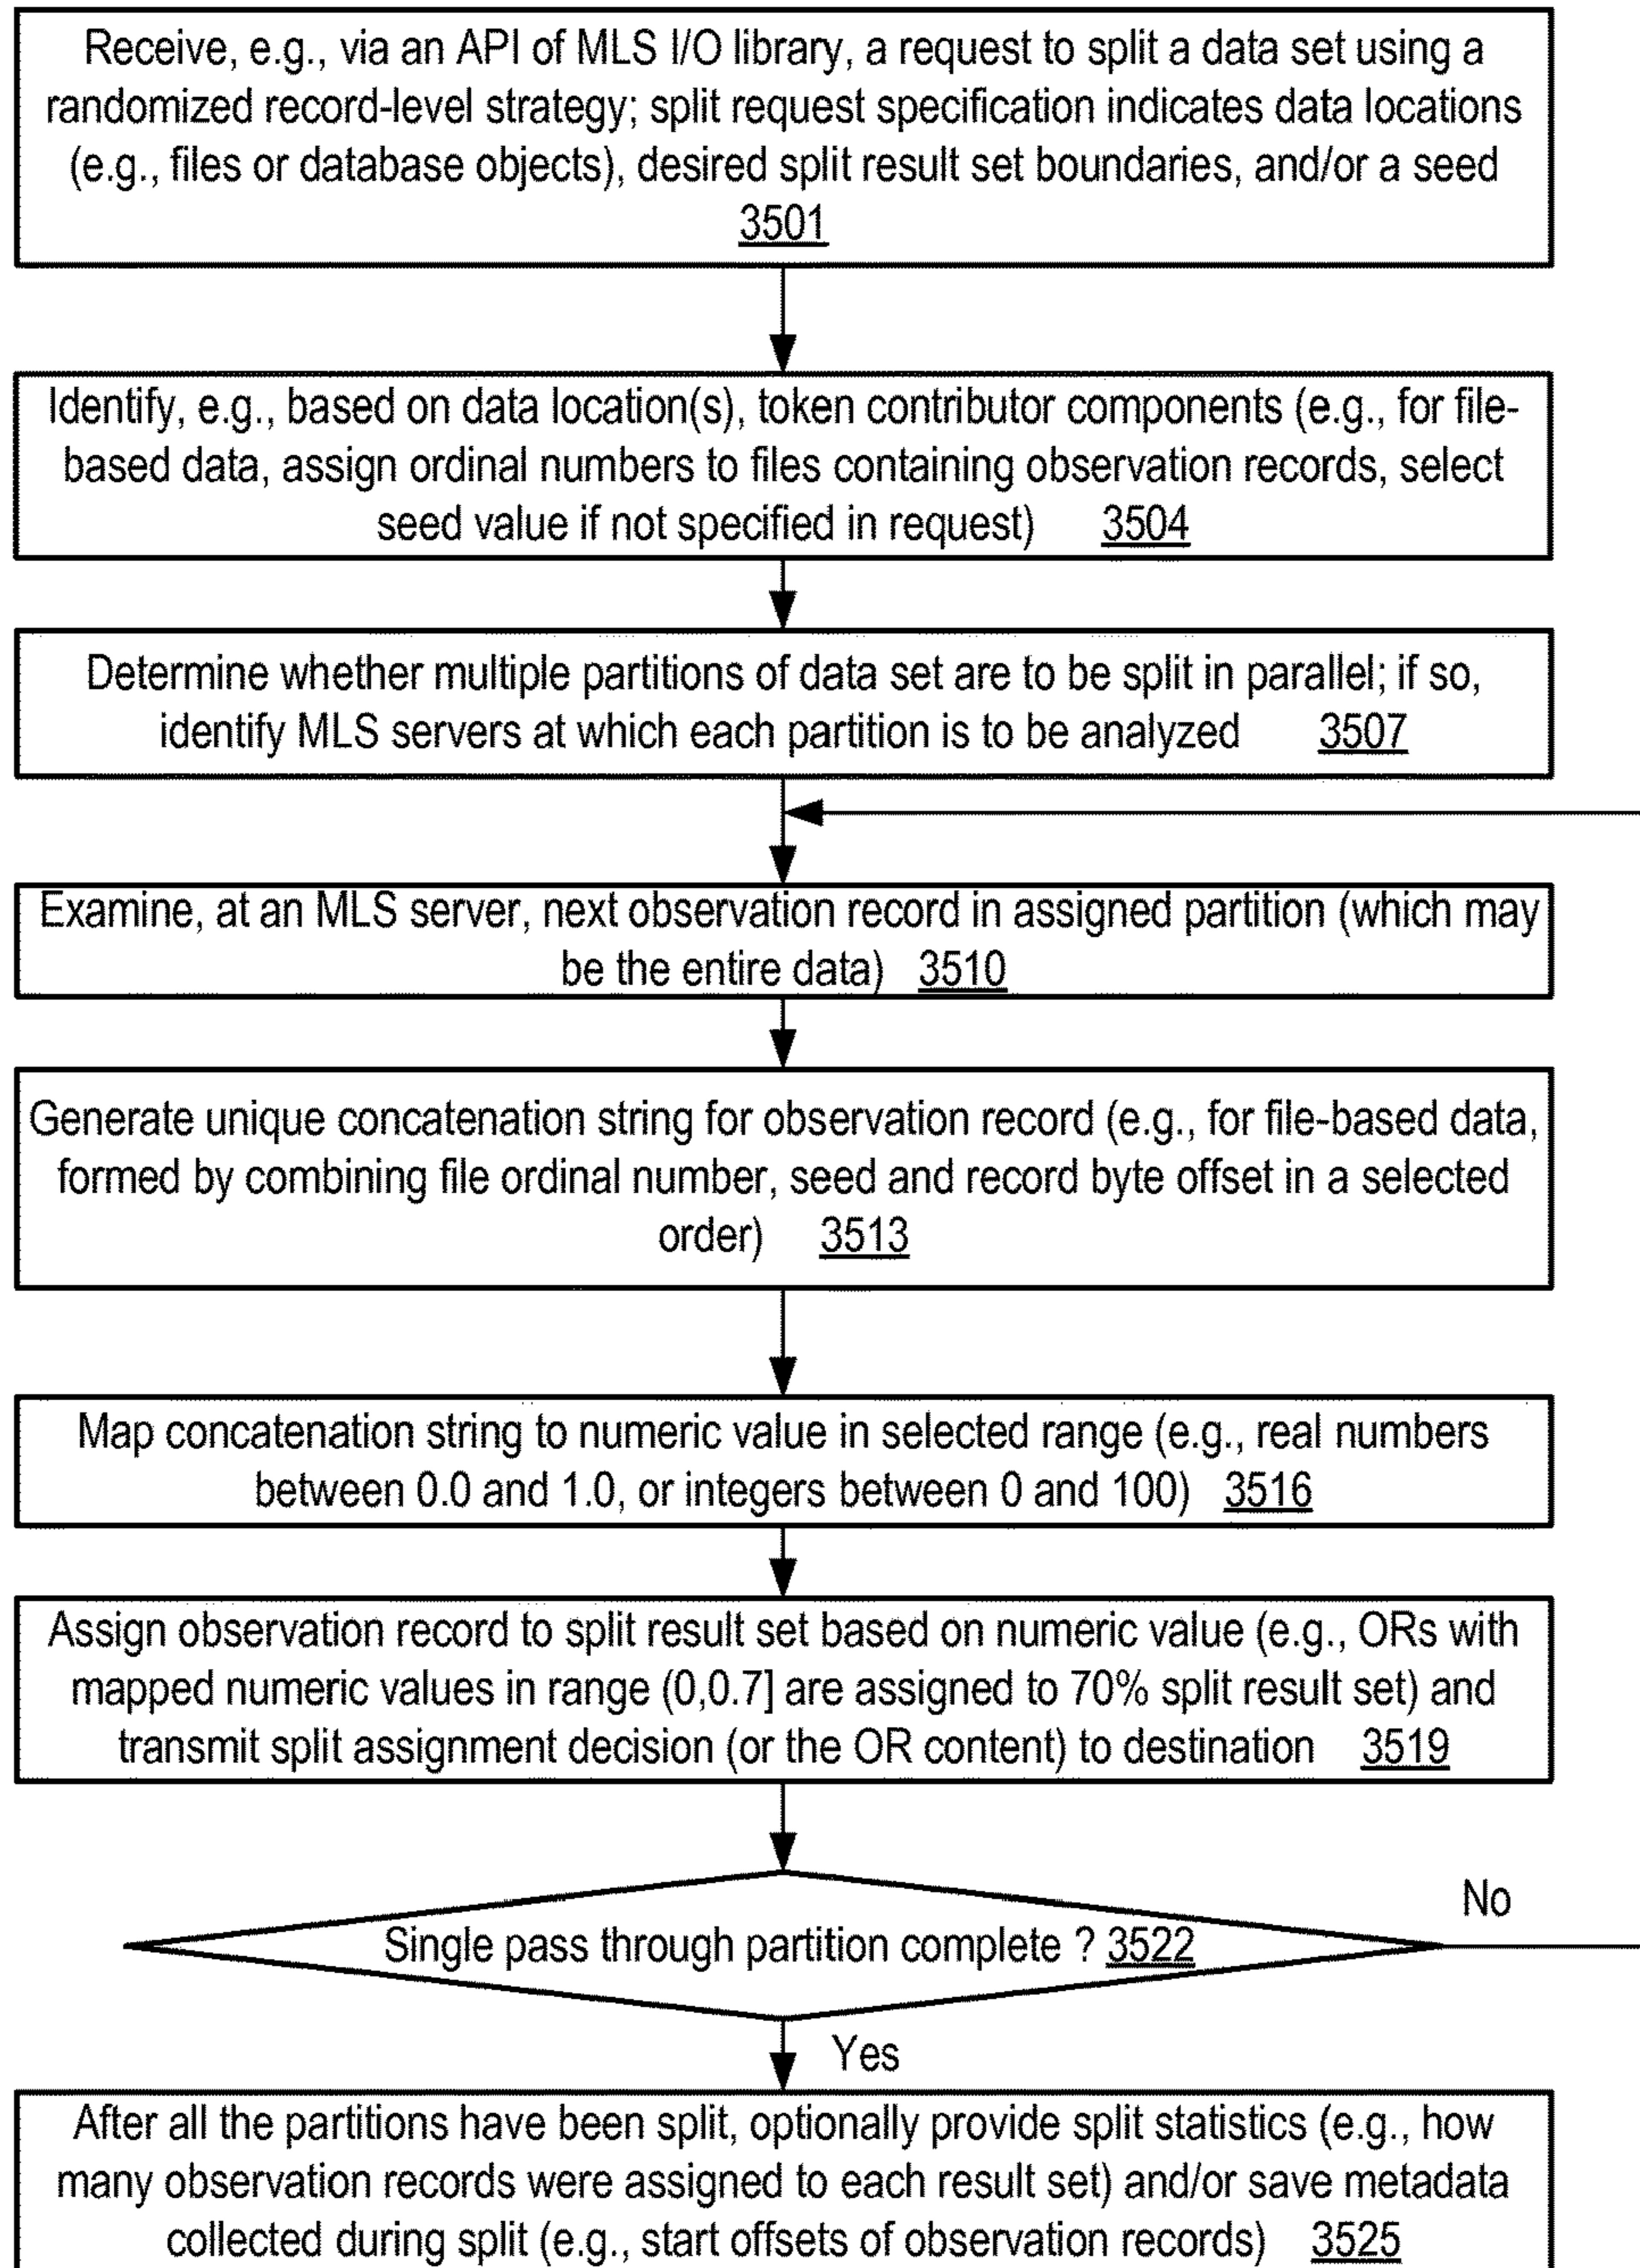 Receive, e.g., via an API of MLS I/O library, a request to split a data set using a
randomized record-level strategy; split request specification indicates data locations
(e.g., files or database objects), desired split result set boundaries, and/or a seed
3501
Identify, e.g., based on data location(s), token contributor components (e.g., for file-
based data, assign ordinal numbers to files containing observation records, select
seed value if not specified in request) 3504
Determine whether multiple partitions of data set are to be split in parallel; if so,
identify MLS servers at which each partition is to be analyzed 3507
Examine, at an MLS server, next observation record in assigned partition (which may
be the entire data) 3510
Generate unique concatenation string for observation record (e.g., for file-based data,
formed by combining file ordinal number, seed and record byte offset in a selected
order) 3513
Map concatenation string to numeric value in selected range (e.g., real numbers
between 0.0 and 1.0, or integers between 0 and 100) 3516
Assign observation record to split result set based on numeric value (e.g., ORs with
mapped numeric values in range (0,0.7] are assigned to 70% split result set) and
transmit split assignment decision (or the OR content) to destination 3519
No
Single pass through partition complete ? 3522
Yes
After all the partitions have been split, optionally provide split statistics (e.g., how
many observation records were assigned to each result set) and/or save metadata
collected during split (e.g., start offsets of observation records) 3525